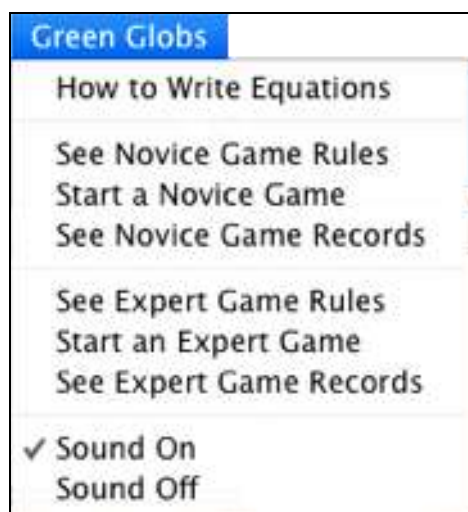 Green Globs
How to Write Equations
See Novice Game Rules
Start a Novice Game
See Novice Game Records
See Expert Game Rules
Start an Expert Game
See Expert Game Records
✓ Sound On
Sound Off